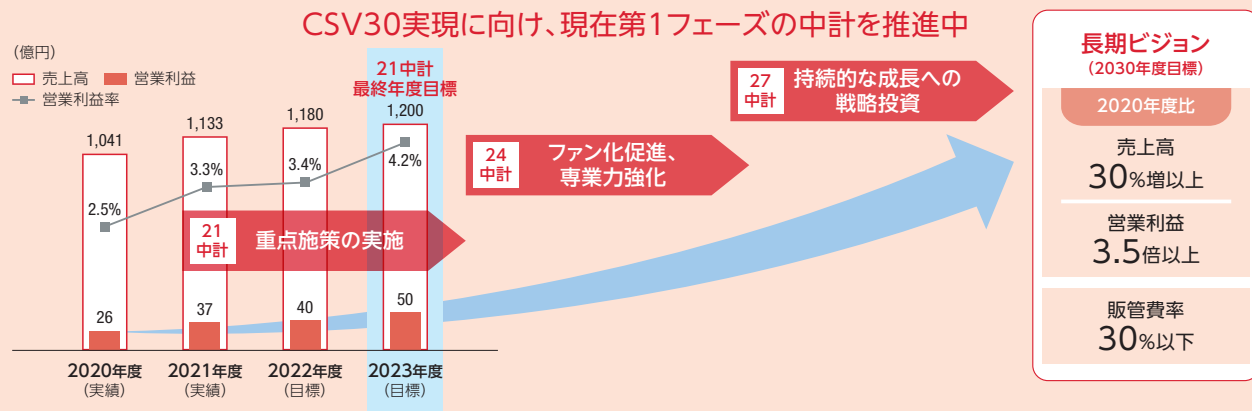 CSV30実現に向け、現在第1フェーズの中計を推進中
（億円）
売上高 営業利益
営業利益率
21中計
最終年度目標
1,041
1,133
1,180
1,200
2.5%
3.3%
3.4%
4.2%
26
37
40
50
2020年度
（実績）
2021年度
（実績）
2022年度
（目標）
2023年度
（目標）
21
中計
重点施策の実施
24
中計
ファン化促進、
専業力強化
27
中計
持続的な成長への
戦略投資
長期ビジョン
（2030年度目標）
2020年度比
売上高
30%増以上
営業利益
3.5倍以上
販管費率
30%以下